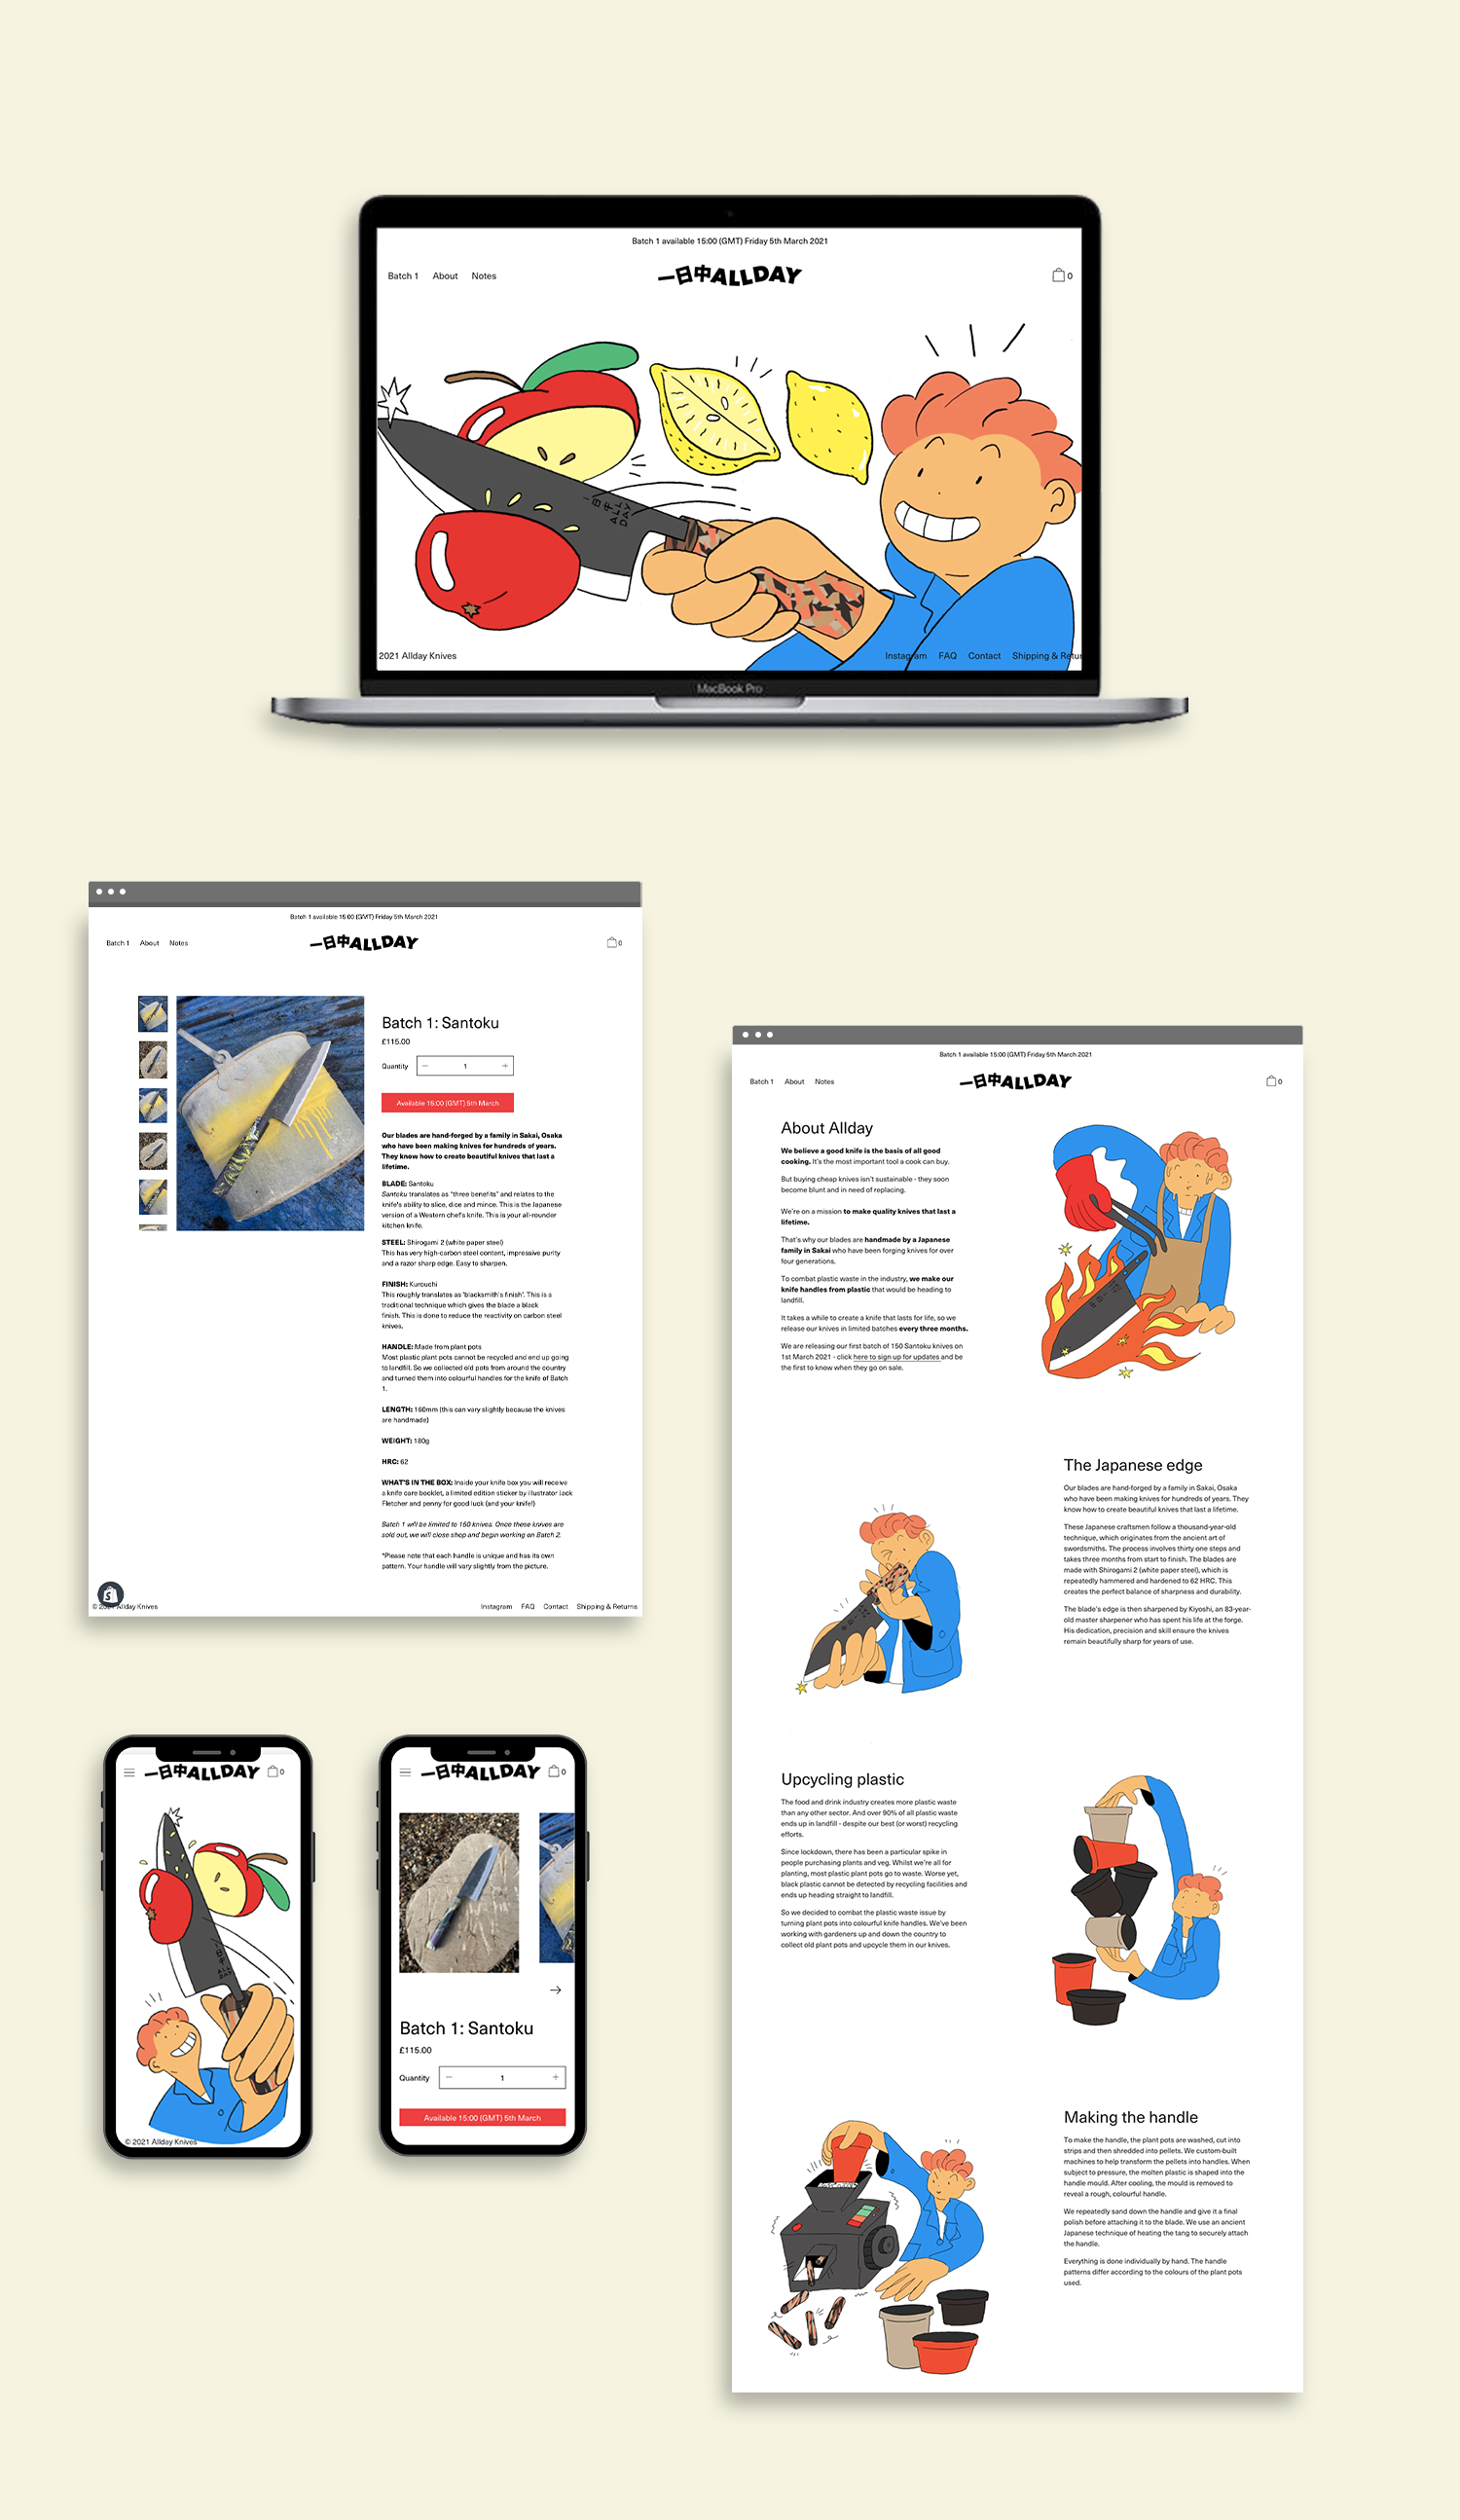 Batch 1 available 15:00 (GMT) Friday 5th March 2021
Batch 1 About Notes
一日中ALLDAY
0
一日中
ALL
DAY
2021 Allday Knives
Instagram FAQ Contact Shipping & Retur
MacBook Pro
Batch 1 available 15:00 (GMT) Friday 5th March 2021
Batch 1 About Notes
一日中ALLDAY
0
Batch 1: Santoku
£115.00
Quantity − 1 +
Available 15:00 (GMT) 5th March
Our blades are hand-forged by a family in Sakai, Osaka
who have been making knives for hundreds of years.
They know how to create beautiful knives that last a
lifetime.
BLADE: Santoku
Santoku translates as "three benefits" and relates to the
knife's ability to slice, dice and mince. This is the Japanese
version of a Western chef's knife. This is your all-rounder
kitchen knife.
STEEL: Shirogami 2 (white paper steel)
This has very high-carbon steel content, impressive purity
and a razor sharp edge. Easy to sharpen.
FINISH: Kurouchi
This roughly translates as 'blacksmith's finish'. This is a
traditional technique which gives the blade a black
finish. This is done to reduce the reactivity on carbon steel
knives.
HANDLE: Made from plant pots
Most plastic plant pots cannot be recycled and end up going
to landfill. So we collected old pots from around the country
and turned them into colourful handles for the knife of Batch
1.
LENGTH: 160mm (this can vary slightly because the knives
are handmade)
WEIGHT: 180g
HRC: 62
WHAT'S IN THE BOX: Inside your knife box you will receive
a knife care booklet, a limited edition sticker by illustrator Jack
Fletcher and penny for good luck (and your knife!)
Batch 1 will be limited to 150 knives. Once these knives are
sold out, we will close shop and begin working on Batch 2.
*Please note that each handle is unique and has its own
pattern. Your handle will vary slightly from the picture.
© 2021 Allday Knives
Instagram FAQ Contact Shipping & Returns
Batch 1 available 15:00 (GMT) Friday 5th March 2021
Batch 1 About Notes
一日中ALLDAY
0
About Allday
We believe a good knife is the basis of all good
cooking. It's the most important tool a cook can buy.
But buying cheap knives isn't sustainable - they soon
become blunt and in need of replacing.
We're on a mission to make quality knives that last a
lifetime.
That's why our blades are handmade by a Japanese
family in Sakai who have been forging knives for over
four generations.
To combat plastic waste in the industry, we make our
knife handles from plastic that would be heading to
landfill.
It takes a while to create a knife that lasts for life, so we
release our knives in limited batches every three months.
We are releasing our first batch of 150 Santoku knives on
1st March 2021 - click here to sign up for updates and be
the first to know when they go on sale.
The Japanese edge
Our blades are hand-forged by a family in Sakai, Osaka
who have been making knives for hundreds of years. They
know how to create beautiful knives that last a lifetime.
These Japanese craftsmen follow a thousand-year-old
technique, which originates from the ancient art of
swordsmiths. The process involves thirty one steps and
takes three months from start to finish. The blades are
made with Shirogami 2 (white paper steel), which is
repeatedly hammered and hardened to 62 HRC. This
creates the perfect balance of sharpness and durability.
The blade's edge is then sharpened by Kiyoshi, an 83-year-
old master sharpener who has spent his life at the forge.
His dedication, precision and skill ensure the knives
remain beautifully sharp for years of use.
Upcycling plastic
The food and drink industry creates more plastic waste
than any other sector. And over 90% of all plastic waste
ends up in landfill - despite our best (or worst) recycling
efforts.
Since lockdown, there has been a particular spike in
people purchasing plants and veg. Whilst we're all for
planting, most plastic plant pots go to waste. Worse yet,
black plastic cannot be detected by recycling facilities and
ends up heading straight to landfill.
So we decided to combat the plastic waste issue by
turning plant pots into colourful knife handles. We've been
working with gardeners up and down the country to
collect old plant pots and upcycle them in our knives.
Making the handle
To make the handle, the plant pots are washed, cut into
strips and then shredded into pellets. We custom-built
machines to help transform the pellets into handles. When
subject to pressure, the molten plastic is shaped into the
handle mould. After cooling, the mould is removed to
reveal a rough, colourful handle.
We repeatedly sand down the handle and give it a final
polish before attaching it to the blade. We use an ancient
Japanese technique of heating the tang to securely attach
the handle.
Everything is done individually by hand. The handle
patterns differ according to the colours of the plant pots
used.
一日中ALLDAY 0
一日中
ALL
DAY
© 2021 Allday Knives
一日中ALLDAY 0
Batch 1: Santoku
£115.00
Quantity − 1 +
Available 15:00 (GMT) 5th March